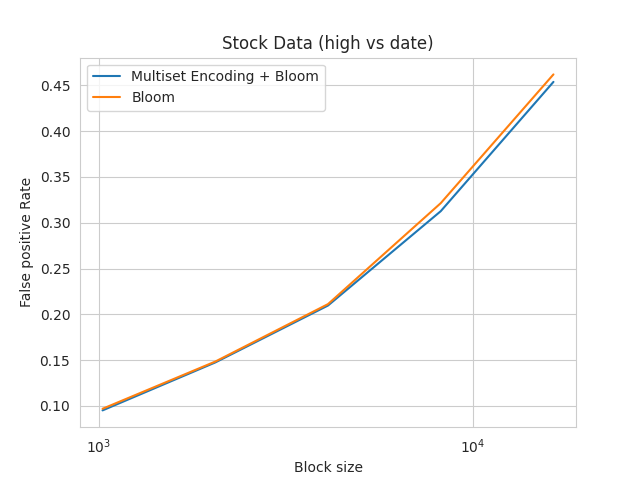 Stock Data (high vs date)
Multiset Encoding + Bloom
Bloom
False positive Rate
0.45
0.40
0.35
0.30
0.25
0.20
0.15
0.10
10³
10⁴
Block size